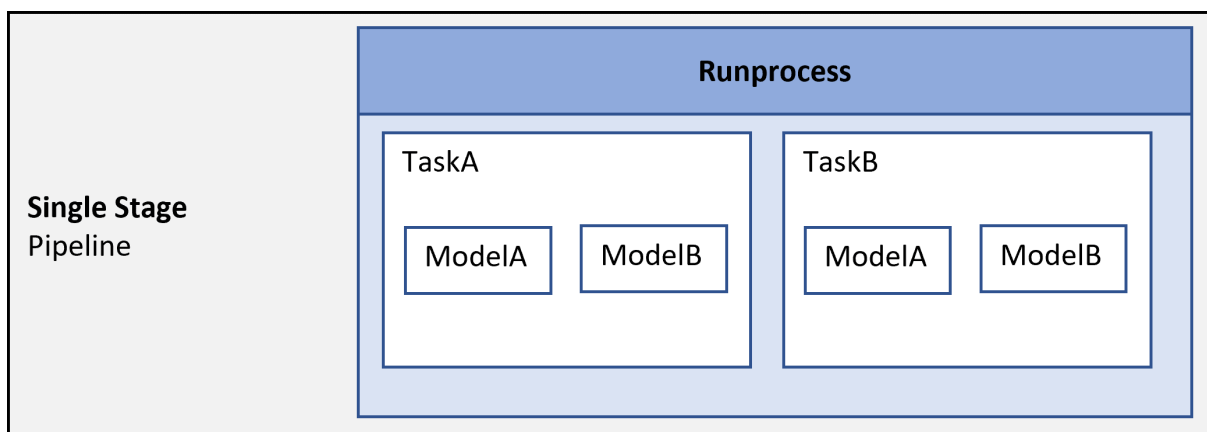 Runprocess
Single Stage
Pipeline
TaskA
ModelA
ModelB
TaskB
ModelA
ModelB